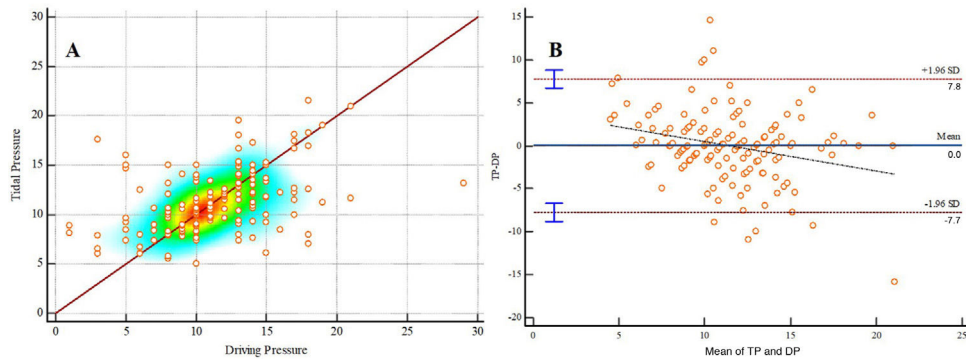 A
Tidal Pressure
30
25
20
15
10
5
0
0 5 10 15 20 25 30
Driving Pressure
B
TP-DP
15
10
5
0
-5
-10
-15
-20
+1.96 SD
7.8
Mean
0.0
-1.96 SD
-7.7
0 5 10 15 20 25
Mean of TP and DP